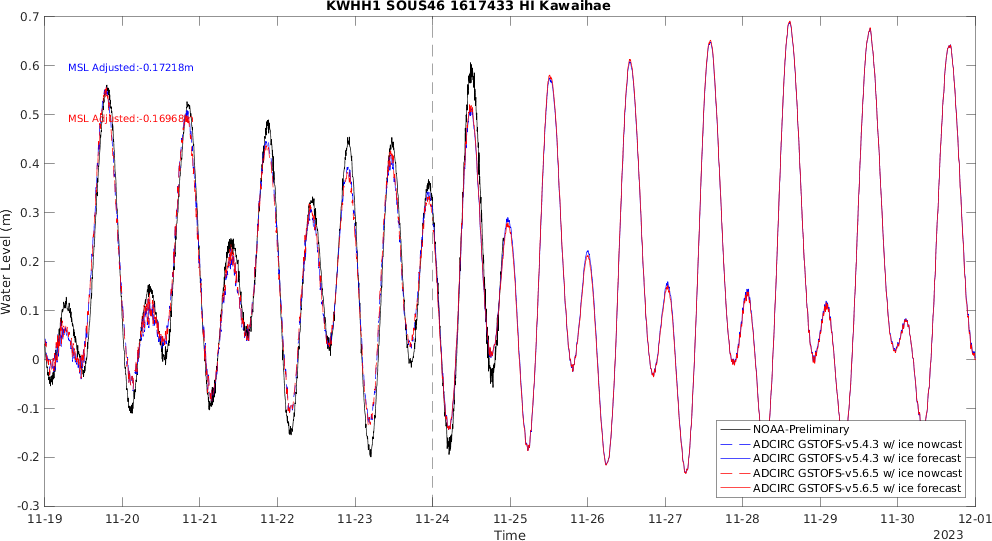 KWHH1 SOUS46 1617433 HI Kawaihae
0.7
0.6
0.5
0.4
0.3
0.2
0.1
0
-0.1
-0.2
-0.3
Water Level (m)
MSL Adjusted:-0.17218m
MSL Adjusted:-0.16968m
NOAA-Preliminary
ADCIRC GSTOFS-v5.4.3 w/ ice nowcast
ADCIRC GSTOFS-v5.4.3 w/ ice forecast
ADCIRC GSTOFS-v5.6.5 w/ ice nowcast
ADCIRC GSTOFS-v5.6.5 w/ ice forecast
11-19 11-20 11-21 11-22 11-23 11-24 11-25 11-26 11-27 11-28 11-29 11-30 12-01
Time
2023